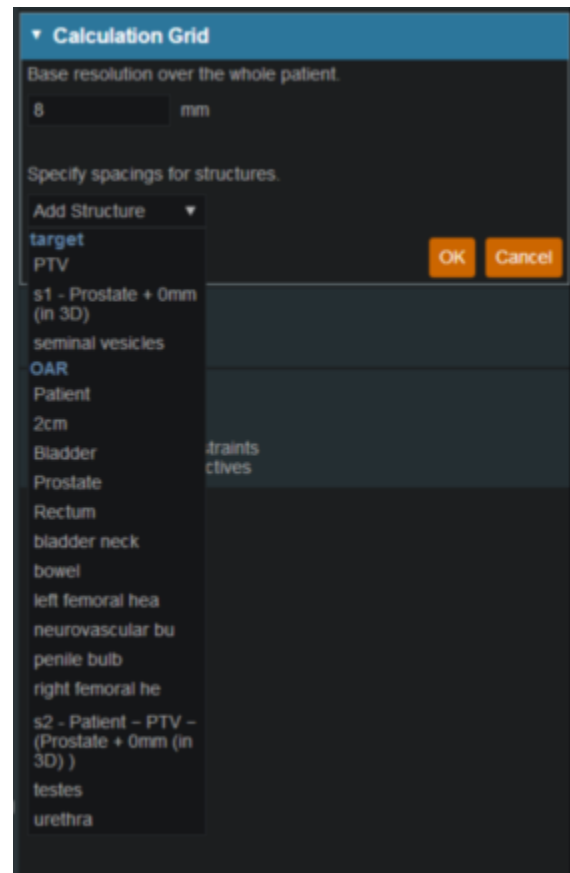 ▼ Calculation Grid
Base resolution over the whole patient.
8 mm
Specify spacings for structures.
Add Structure ▼
target
PTV
OK Cancel
s1 - Prostate + 0mm
(in 3D)
seminal vesicles
OAR
Patient
2cm
Bladder
straints
ctives
Prostate
Rectum
bladder neck
bowel
left femoral hea
neurovascular bu
penile bulb
right femoral he
s2 - Patient – PTV –
(Prostate + 0mm (in
3D) )
testes
urethra